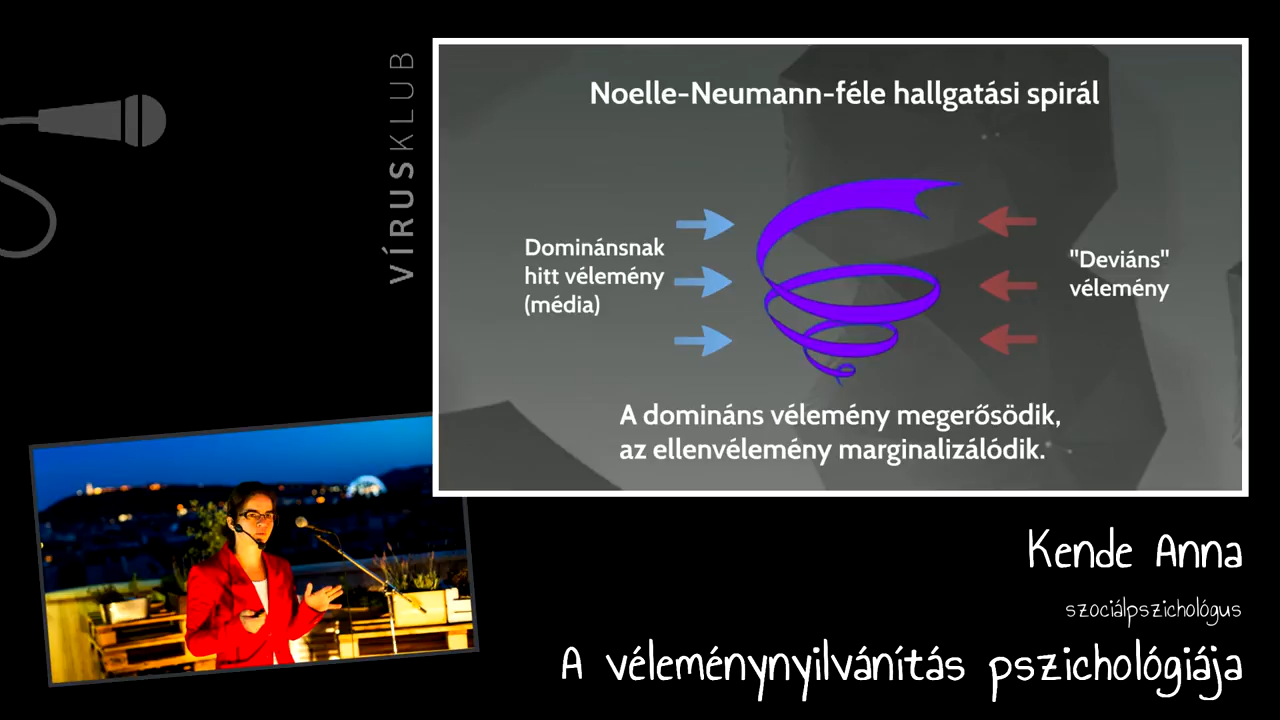 VÍRUSKLUB
Noelle-Neumann-féle hallgatási spirál
Dominánsnak
hitt vélemény
(média)
"Deviáns"
vélemény
A domináns vélemény megerősödik,
az ellenvélemény marginalizálódik.
Kende Anna
szociálpszichológus
A véleménynyilvánítás pszichológiája